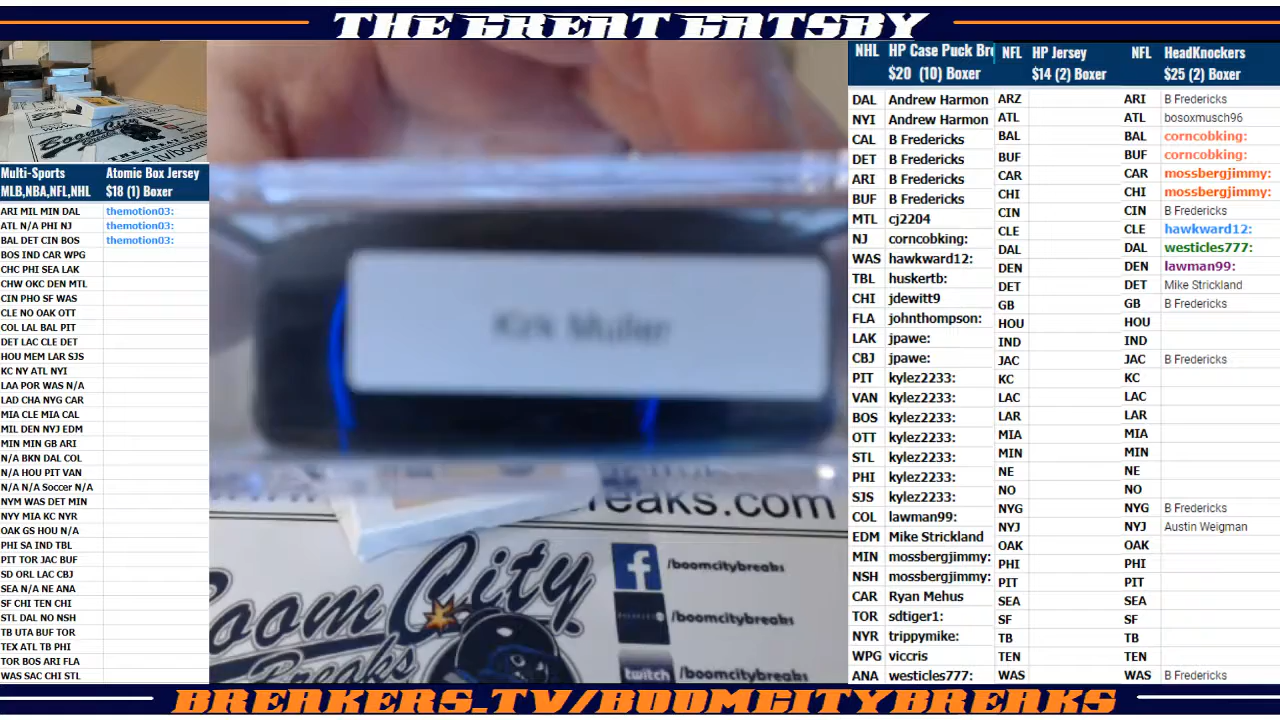 THE GREAT GATSBY
Multi-Sports Atomic Box Jersey
MLB,NBA,NFL,NHL $18 (1) Boxer
ARI MIL MIN DAL themotion03:
ATL N/A PHI NJ themotion03:
BAL DET CIN BOS themotion03:
BOS IND CAR WPG
CHC PHI SEA LAK
CHW OKC DEN MTL
CIN PHO SF WAS
CLE NO OAK OTT
COL LAL BAL PIT
DET LAC CLE DET
HOU MEM LAR SJS
KC NY ATL NYI
LAA POR WAS N/A
LAD CHA NYG CAR
MIA CLE MIA CAL
MIL DEN NYJ EDM
MIN MIN GB ARI
N/A BKN DAL COL
N/A HOU PIT VAN
N/A N/A Soccer N/A
NYM WAS DET MIN
NYY MIA KC NYR
OAK GS HOU N/A
PHI SA IND TBL
PIT TOR JAC BUF
SD ORL LAC CBJ
SEA N/A NE ANA
SF CHI TEN CHI
STL DAL NO NSH
TB UTA BUF TOR
TEX ATL TB PHI
TOR BOS ARI FLA
WAS SAC CHI STL
Kirk Muller
reaks.com
Boom City
Breaks
/boomcitybreaks
/boomcitybreaks
twitch /boomcitybreaks
NHL HP Case Puck Bre
$20 (10) Boxer
DAL Andrew Harmon
NYI Andrew Harmon
CAL B Fredericks
DET B Fredericks
ARI B Fredericks
BUF B Fredericks
MTL cj2204
NJ corncobking:
WAS hawkward12:
TBL huskertb:
CHI jdewitt9
FLA johnthompson:
LAK jpawe:
CBJ jpawe:
PIT kylez2233:
VAN kylez2233:
BOS kylez2233:
OTT kylez2233:
STL kylez2233:
PHI kylez2233:
SJS kylez2233:
COL lawman99:
EDM Mike Strickland
MIN mossbergjimmy:
NSH mossbergjimmy:
CAR Ryan Mehus
TOR sdtiger1:
NYR trippymike:
WPG viccris
ANA westicles777:
NFL HP Jersey
$14 (2) Boxer
ARZ
ATL
BAL
BUF
CAR
CHI
CIN
CLE
DAL
DEN
DET
GB
HOU
IND
JAC
KC
LAC
LAR
MIA
MIN
NE
NO
NYG
NYJ
OAK
PHI
PIT
SEA
SF
TB
TEN
WAS
NFL HeadKnockers
$25 (2) Boxer
ARI B Fredericks
ATL bosoxmusch96
BAL corncobking:
BUF corncobking:
CAR mossbergjimmy:
CHI mossbergjimmy:
CIN B Fredericks
CLE hawkward12:
DAL westicles777:
DEN lawman99:
DET Mike Strickland
GB B Fredericks
HOU
IND
JAC B Fredericks
KC
LAC
LAR
MIA
MIN
NE
NO
NYG B Fredericks
NYJ Austin Weigman
OAK
PHI
PIT
SEA
SF
TB
TEN
WAS B Fredericks
BREAKERS.TV/BOOMCITYBREAKS